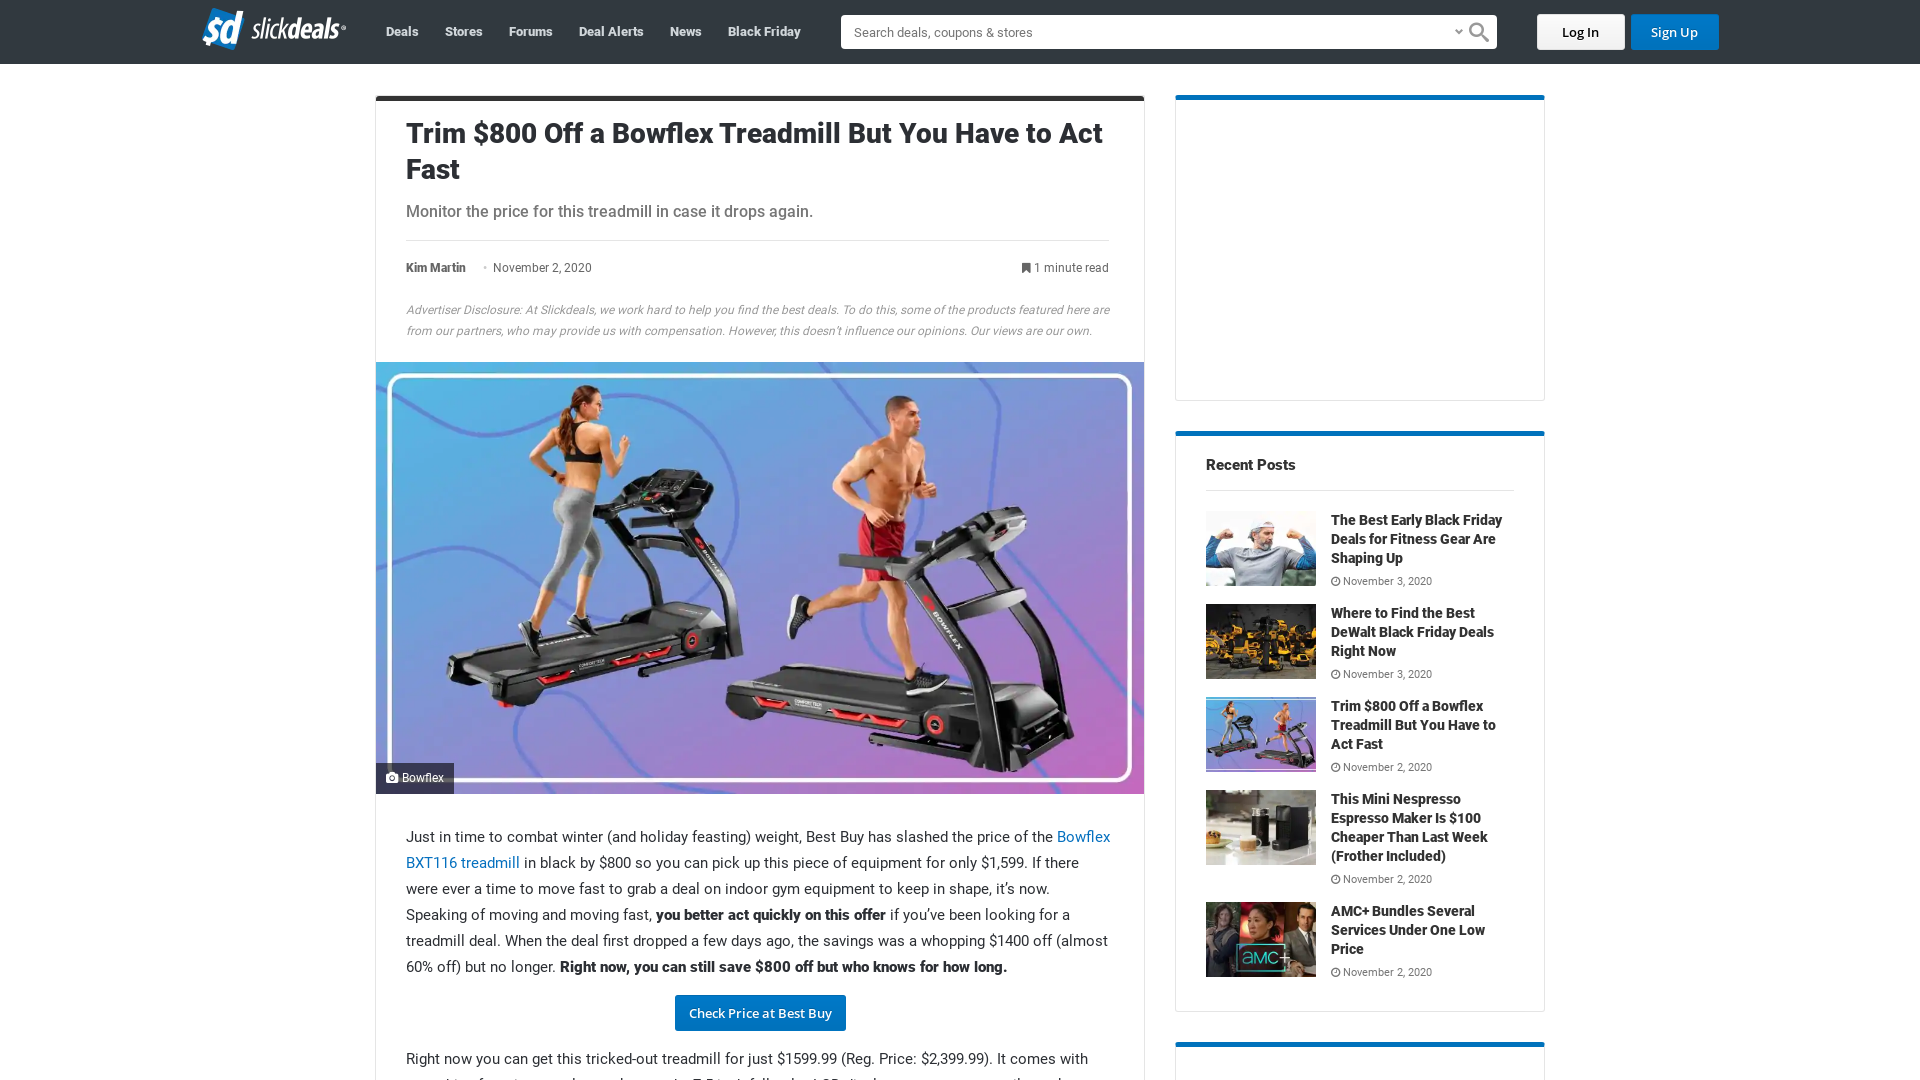 sd slickdeals
Deals
Stores
Forums
Deal Alerts
News
Black Friday
Search deals, coupons & stores
Log In
Sign Up
Trim $800 Off a Bowflex Treadmill But You Have to Act
Fast
Monitor the price for this treadmill in case it drops again.
Kim Martin
• November 2, 2020
1 minute read
Advertiser Disclosure: At Slickdeals, we work hard to help you find the best deals. To do this, some of the products featured here are
from our partners, who may provide us with compensation. However, this doesn’t influence our opinions. Our views are our own.
BOWFLEX
BOWFLEX
Bowflex
Just in time to combat winter (and holiday feasting) weight, Best Buy has slashed the price of the Bowflex
BXT116 treadmill in black by $800 so you can pick up this piece of equipment for only $1,599. If there
were ever a time to move fast to grab a deal on indoor gym equipment to keep in shape, it’s now.
Speaking of moving and moving fast, you better act quickly on this offer if you’ve been looking for a
treadmill deal. When the deal first dropped a few days ago, the savings was a whopping $1400 off (almost
60% off) but no longer. Right now, you can still save $800 off but who knows for how long.
Check Price at Best Buy
Right now you can get this tricked-out treadmill for just $1599.99 (Reg. Price: $2,399.99). It comes with
Recent Posts
The Best Early Black Friday
Deals for Fitness Gear Are
Shaping Up
November 3, 2020
Where to Find the Best
DeWalt Black Friday Deals
Right Now
November 3, 2020
Trim $800 Off a Bowflex
Treadmill But You Have to
Act Fast
November 2, 2020
This Mini Nespresso
Espresso Maker Is $100
Cheaper Than Last Week
(Frother Included)
November 2, 2020
aMC+
AMC+ Bundles Several
Services Under One Low
Price
November 2, 2020